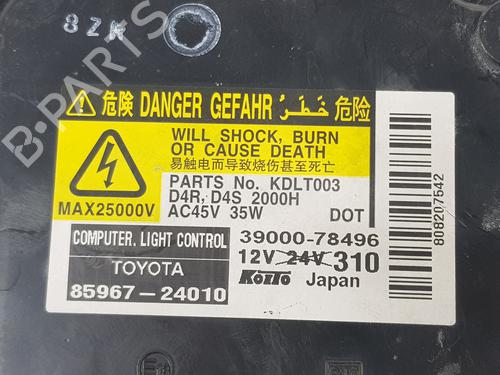 8ZK
危険 DANGER GEFAHR خطر 危险
WILL SHOCK, BURN
OR CAUSE DEATH
易触电而导致烧伤甚至死亡
MAX25000V
PARTS No. KDLT003
D4R, D4S 2000H
AC45V 35W DOT
COMPUTER. LIGHT CONTROL
TOYOTA
85967-24010
39000-78496
12V 24V 310
KOITO Japan
808207542
B-PARTS